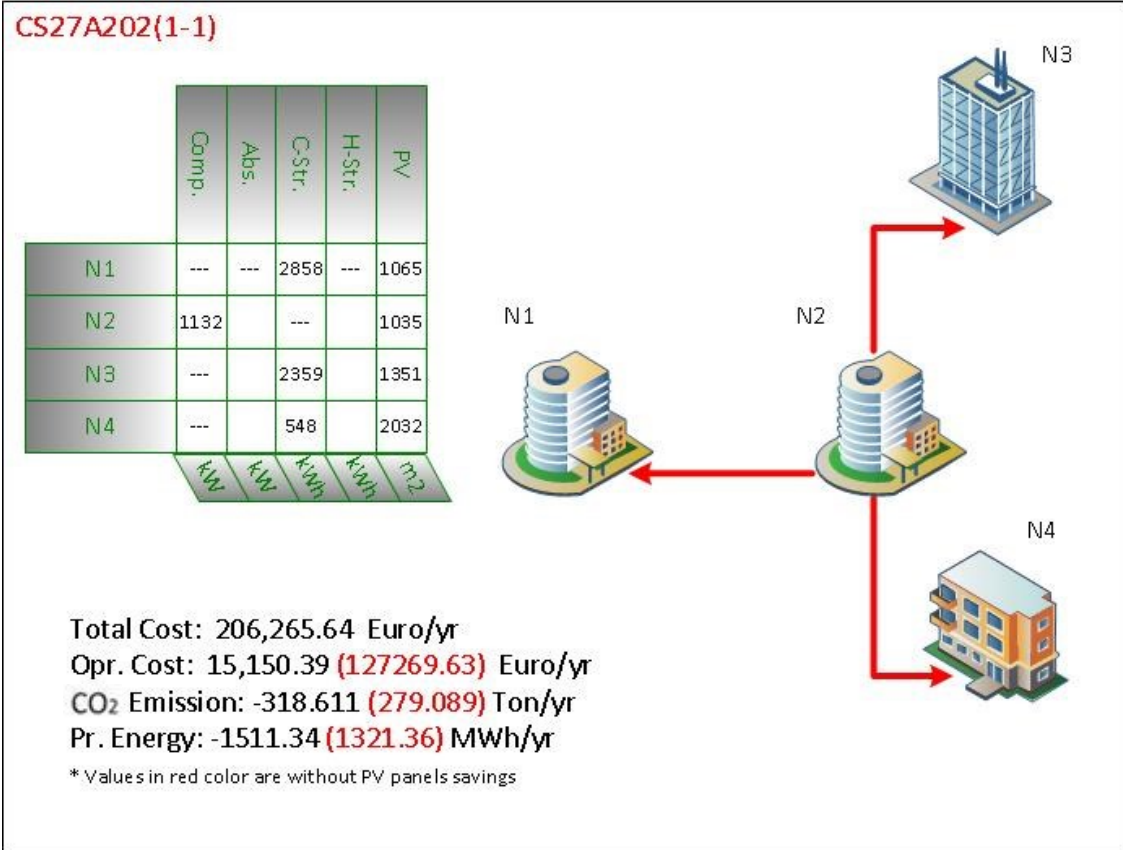 CS27A202(1-1)
Comp. Abs. C-Str. H-Str. PV
N1 --- --- 2858 --- 1065
N2 1132 --- 1035
N3 --- 2359 1351
N4 --- 548 2032
kW kW kWh kWh m2
N3
N1
N2
N4
Total Cost: 206,265.64 Euro/yr
Opr. Cost: 15,150.39 (127269.63) Euro/yr
CO₂ Emission: -318.611 (279.089) Ton/yr
Pr. Energy: -1511.34 (1321.36) MWh/yr
* Values in red color are without PV panels savings